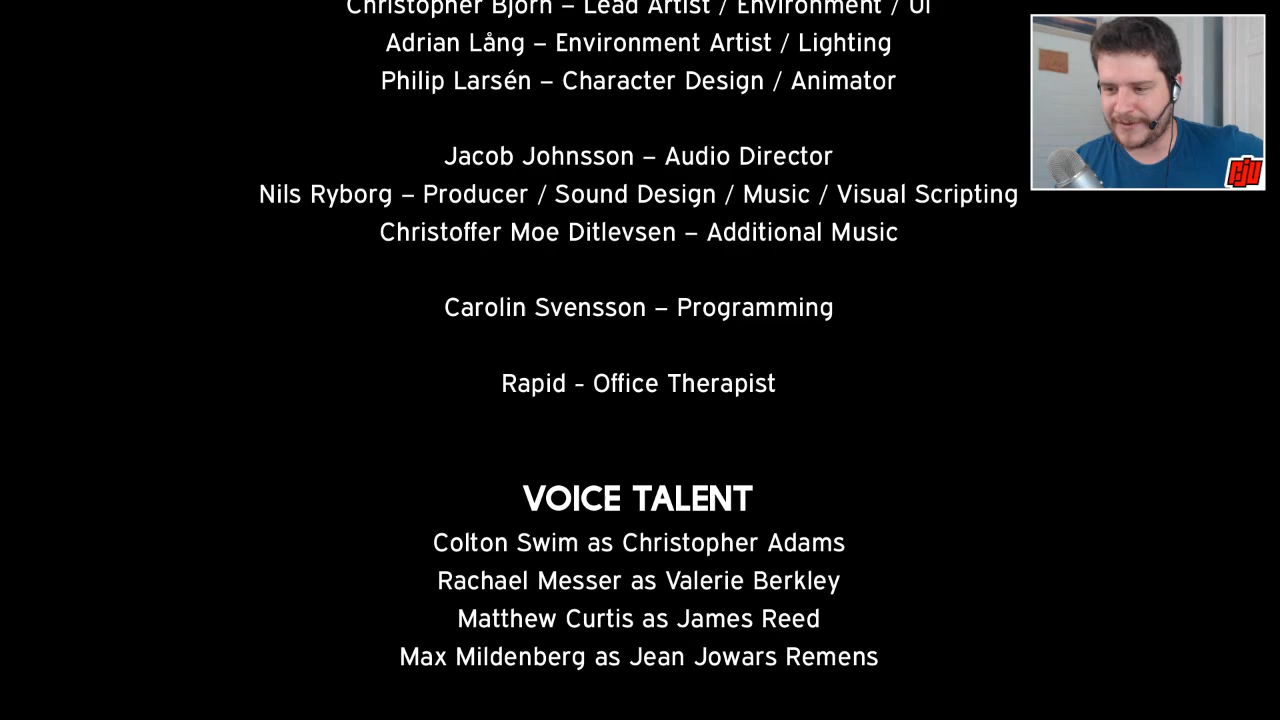 Christopher Björn – Lead Artist / Environment / UI
Adrian Lång – Environment Artist / Lighting
Philip Larsén – Character Design / Animator
Jacob Johnsson – Audio Director
Nils Ryborg – Producer / Sound Design / Music / Visual Scripting
Christoffer Moe Ditlevsen – Additional Music
Carolin Svensson – Programming
Rapid - Office Therapist
VOICE TALENT
Colton Swim as Christopher Adams
Rachael Messer as Valerie Berkley
Matthew Curtis as James Reed
Max Mildenberg as Jean Jowars Remens
rju